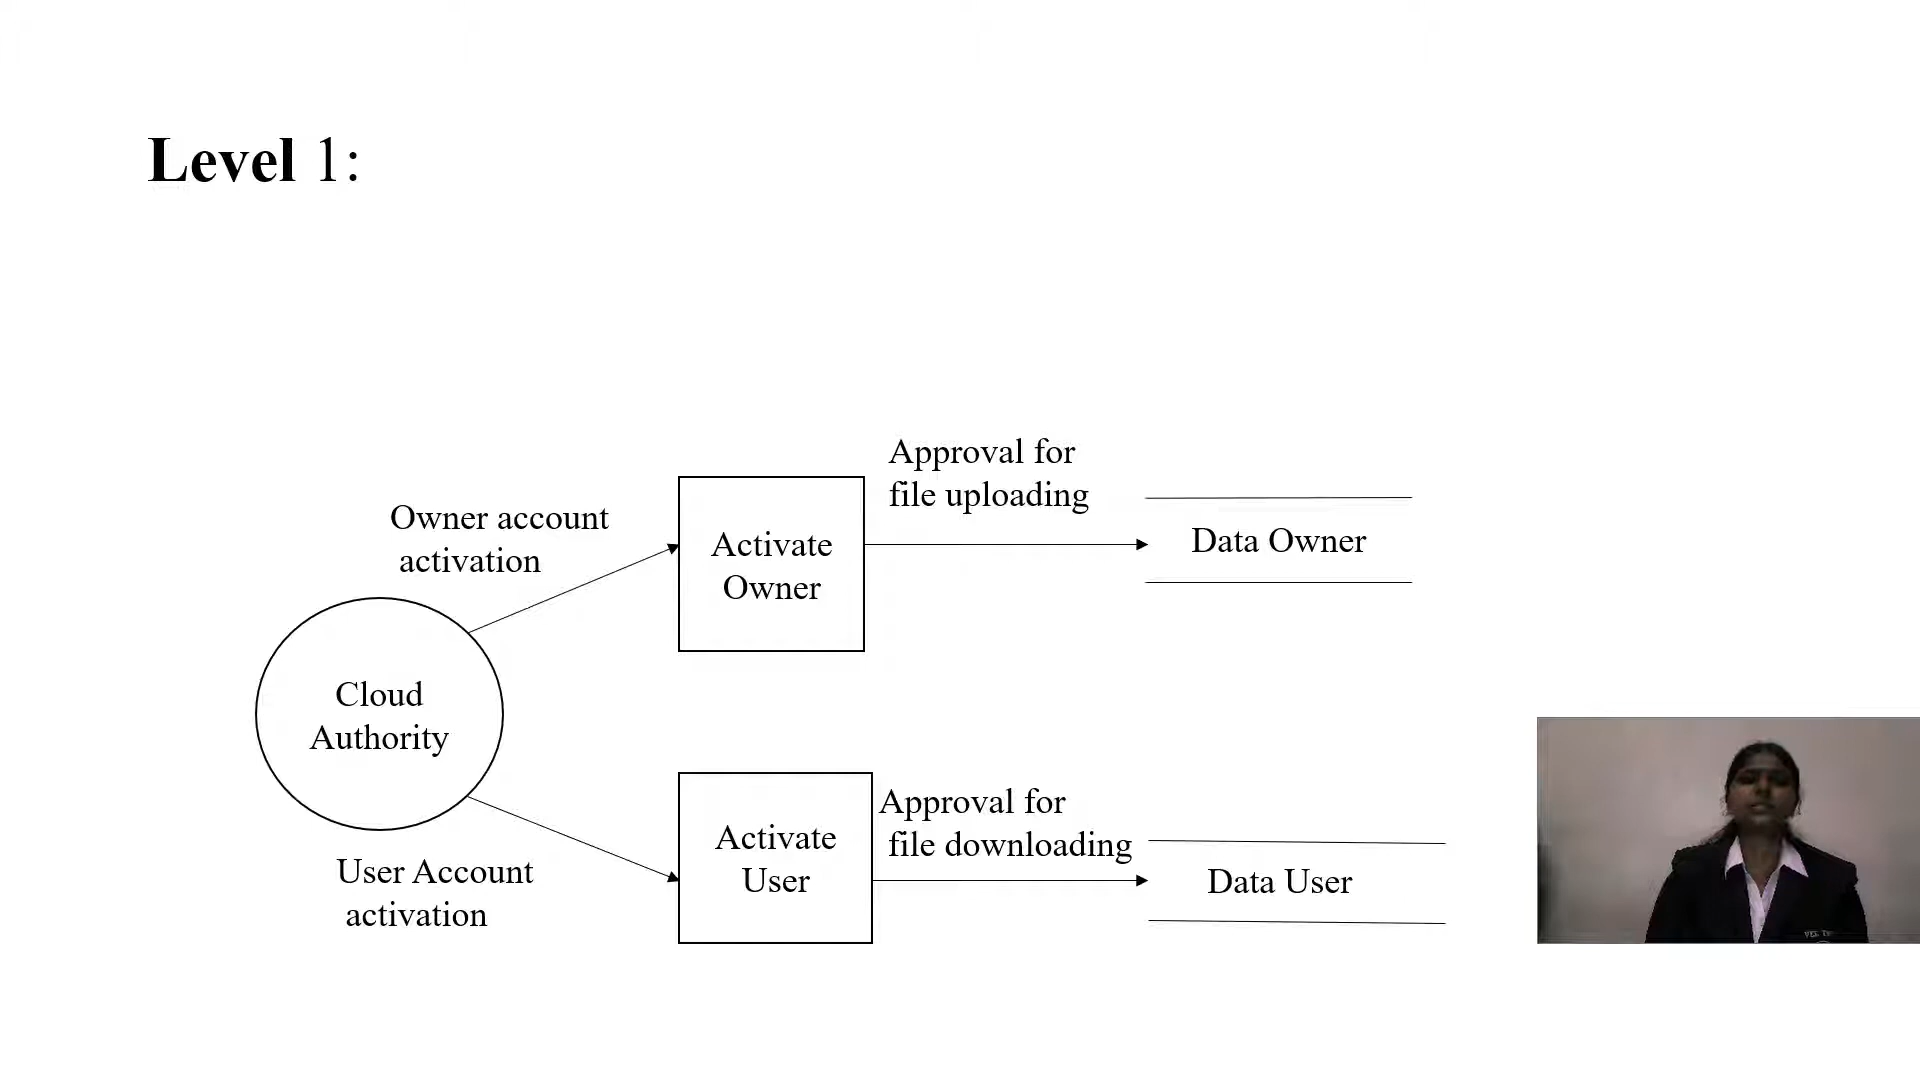 Level 1:
Approval for
file uploading
Owner account
activation
Activate
Owner
Data Owner
Cloud
Authority
Approval for
file downloading
Activate
User
Data User
User Account
activation